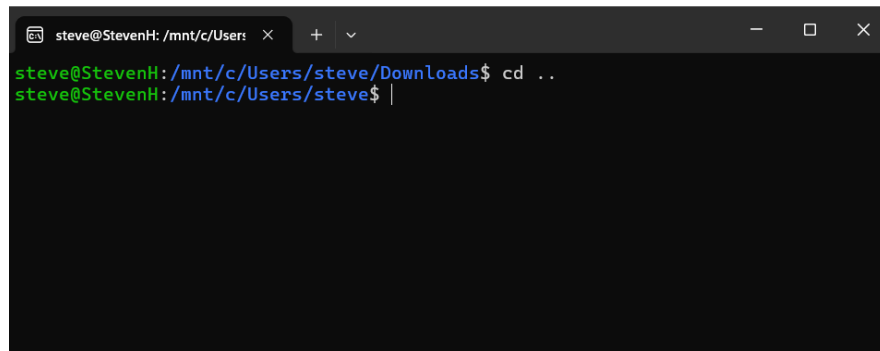 steve@StevenH: /mnt/c/Users
steve@StevenH:/mnt/c/Users/steve/Downloads$ cd ..
steve@StevenH:/mnt/c/Users/steve$